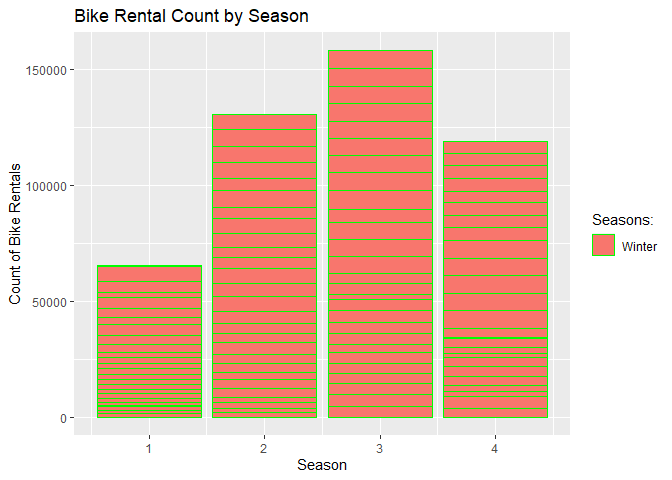 Bike Rental Count by Season
150000
100000
50000
0
Count of Bike Rentals
1 2 3 4
Season
Seasons:
Winter